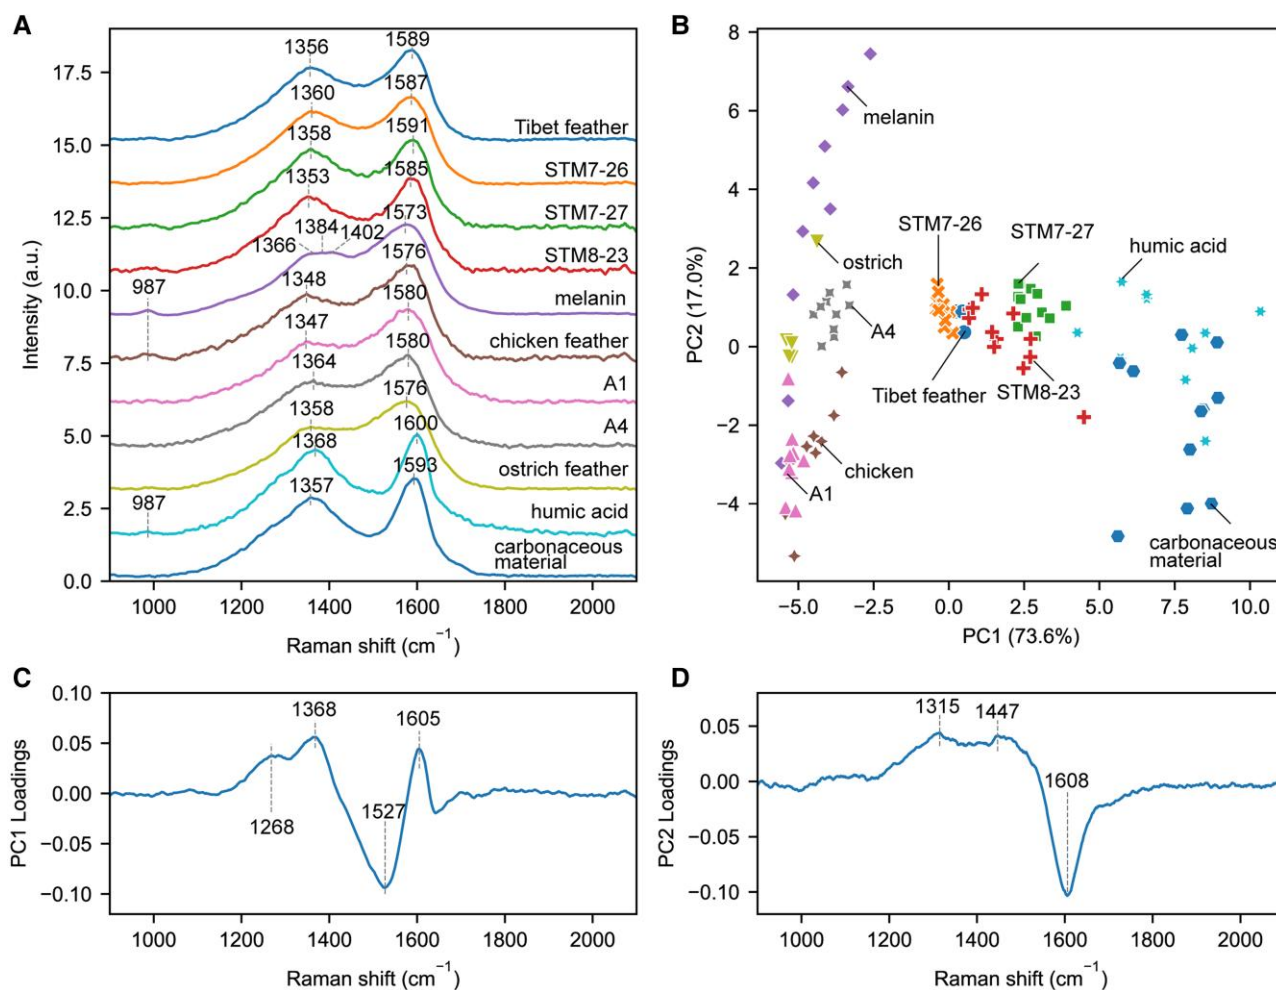 A
17.5
15.0
12.5
10.0
7.5
5.0
2.5
0.0
Intensity (a.u.)
1356
1589
Tibet feather
1360
1587
STM7-26
1358
1591
STM7-27
1353
1585
STM8-23
1366
1384
1402
1573
987
melanin
1348
1576
chicken feather
1347
1580
A1
1364
1580
A4
1358
1576
ostrich feather
1368
1600
987
humic acid
1357
1593
carbonaceous
material
1000
1200
1400
1600
1800
2000
Raman shift (cm⁻¹)
B
8
6
4
2
0
−2
−4
PC2 (17.0%)
melanin
STM7-26
STM7-27
humic acid
ostrich
A4
Tibet feather
STM8-23
chicken
A1
carbonaceous
material
−5.0
−2.5
0.0
2.5
5.0
7.5
10.0
PC1 (73.6%)
C
0.10
0.05
0.00
−0.05
−0.10
PC1 Loadings
1368
1605
1268
1527
1000
1200
1400
1600
1800
2000
Raman shift (cm⁻¹)
D
0.05
0.00
−0.05
−0.10
PC2 Loadings
1315
1447
1608
1000
1200
1400
1600
1800
2000
Raman shift (cm⁻¹)